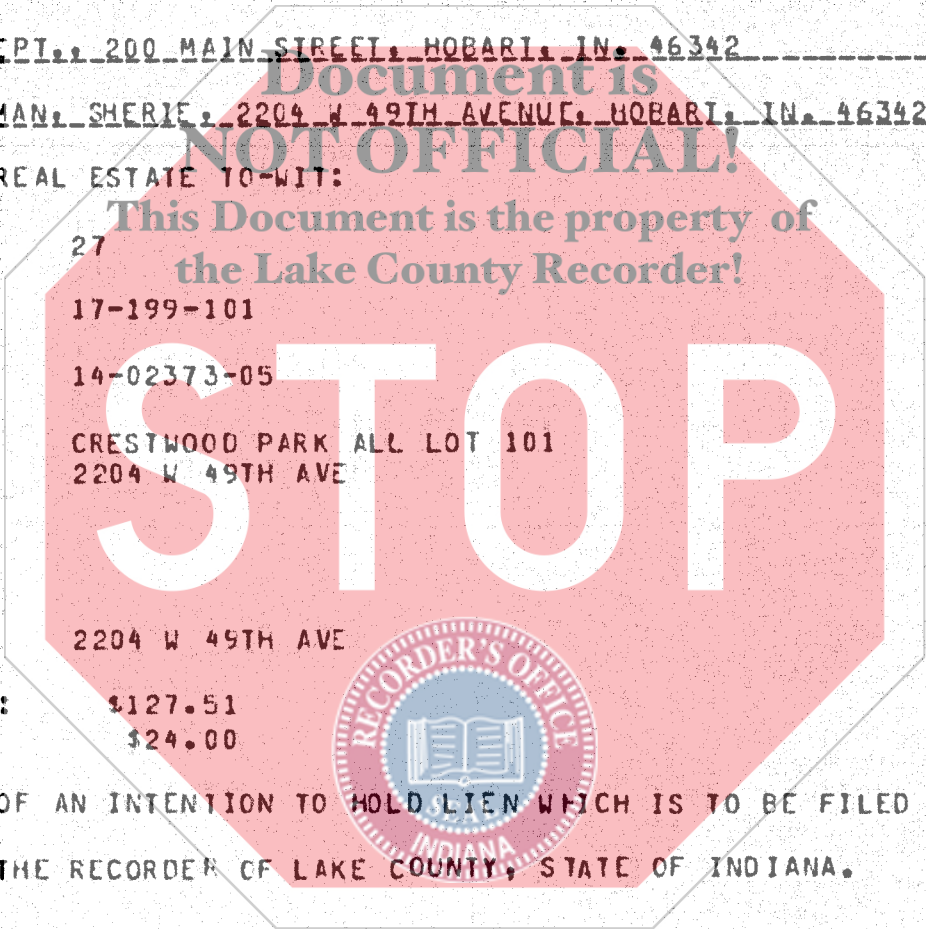 EPT., 200 MAIN STREET, HOBART, IN. 46342
Document is
MAN, SHERIE, 2204 W 49TH AVENUE, HOBART, IN. 46342
NOT OFFICIAL!
REAL ESTATE TO-WIT:
This Document is the property of
27
the Lake County Recorder!
17-199-101
STOP
14-02373-05
CRESTWOOD PARK ALL LOT 101
2204 W 49TH AVE
2204 W 49TH AVE
RECORDER'S OFFICE
: $127.51
$24.00
OF AN INTENTION TO HOLD LIEN WHICH IS TO BE FILED
SEAL
INDIANA
THE RECORDER OF LAKE COUNTY, STATE OF INDIANA.